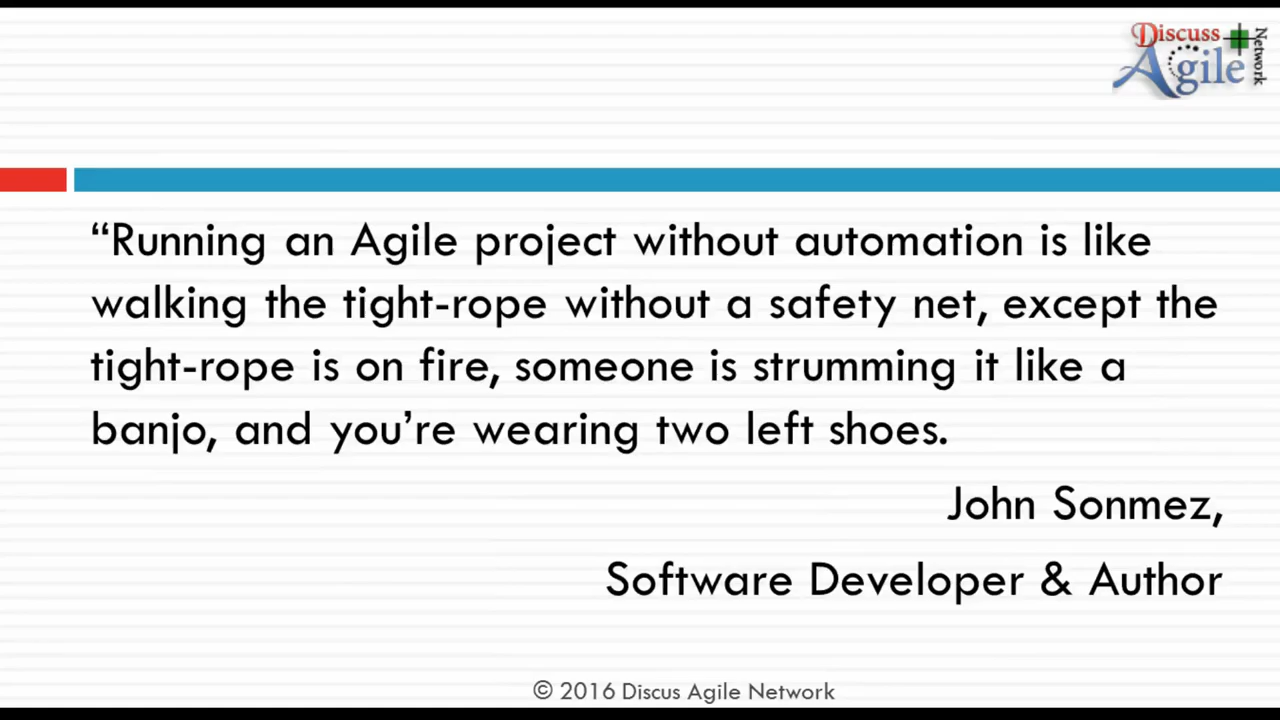 Discuss
Agile
Network
“Running an Agile project without automation is like
walking the tight-rope without a safety net, except the
tight-rope is on fire, someone is strumming it like a
banjo, and you’re wearing two left shoes.
John Sonmez,
Software Developer & Author
© 2016 Discus Agile Network